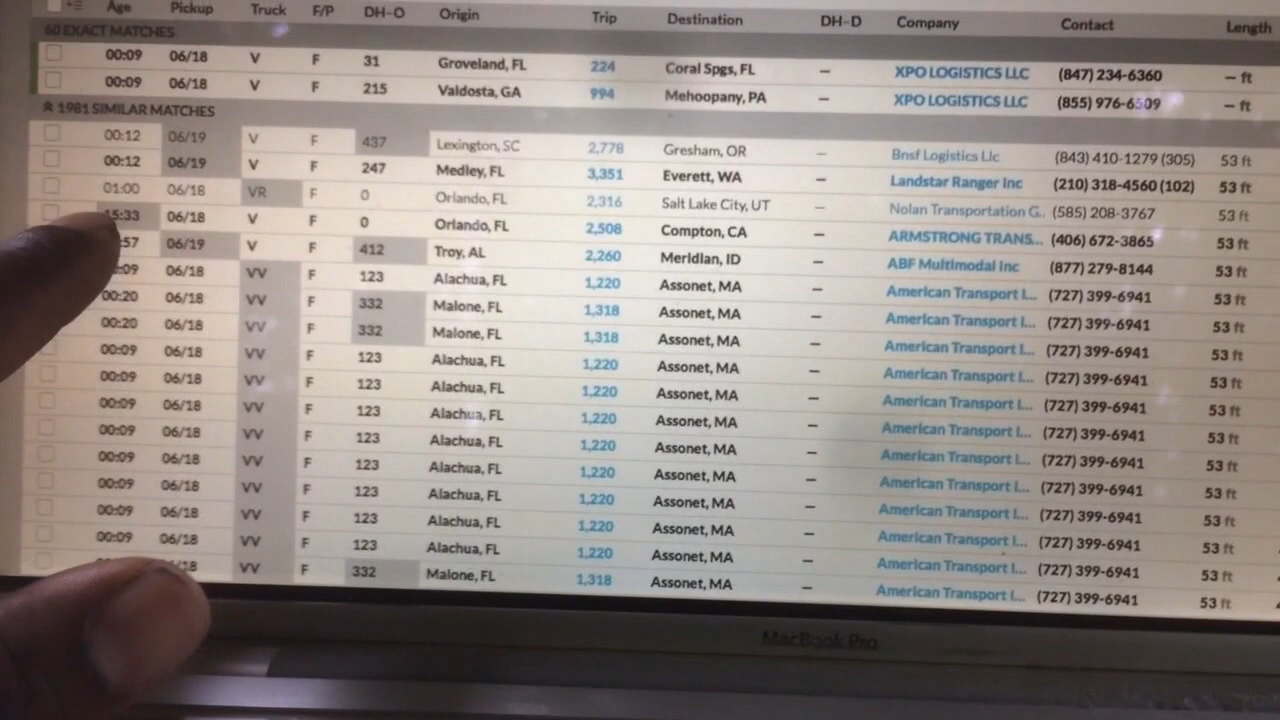 Age Pickup Truck F/P DH-O Origin Trip Destination DH-D Company Contact Length
60 EXACT MATCHES
00:09 06/18 V F 31 Groveland, FL 224 Coral Spgs, FL — XPO LOGISTICS LLC (847) 234-6360 — ft
00:09 06/18 V F 215 Valdosta, GA 994 Mehoopany, PA — XPO LOGISTICS LLC (855) 976-6509 — ft
1981 SIMILAR MATCHES
00:12 06/19 V F 437 Lexington, SC 2,778 Gresham, OR — Bnsf Logistics Llc (843) 410-1279 (305) 53 ft
00:12 06/19 V F 247 Medley, FL 3,351 Everett, WA — Landstar Ranger Inc (210) 318-4560 (102) 53 ft
01:00 06/18 VR F 0 Orlando, FL 2,316 Salt Lake City, UT — Nolan Transportation G.. (585) 208-3767 53 ft
15:33 06/18 V F 0 Orlando, FL 2,508 Compton, CA — ARMSTRONG TRANS... (406) 672-3865 53 ft
:57 06/19 V F 412 Troy, AL 2,260 Meridian, ID — ABF Multimodal Inc (877) 279-8144 53 ft
:09 06/18 VV F 123 Alachua, FL 1,220 Assonet, MA — American Transport I... (727) 399-6941 53 ft
00:20 06/18 VV F 332 Malone, FL 1,318 Assonet, MA — American Transport I... (727) 399-6941 53 ft
00:20 06/18 VV F 332 Malone, FL 1,318 Assonet, MA — American Transport I... (727) 399-6941 53 ft
00:09 06/18 VV F 123 Alachua, FL 1,220 Assonet, MA — American Transport I... (727) 399-6941 53 ft
00:09 06/18 VV F 123 Alachua, FL 1,220 Assonet, MA — American Transport I... (727) 399-6941 53 ft
00:09 06/18 VV F 123 Alachua, FL 1,220 Assonet, MA — American Transport I... (727) 399-6941 53 ft
00:09 06/18 VV F 123 Alachua, FL 1,220 Assonet, MA — American Transport I... (727) 399-6941 53 ft
00:09 06/18 VV F 123 Alachua, FL 1,220 Assonet, MA — American Transport I... (727) 399-6941 53 ft
00:09 06/18 VV F 123 Alachua, FL 1,220 Assonet, MA — American Transport I... (727) 399-6941 53 ft
00:09 06/18 VV F 123 Alachua, FL 1,220 Assonet, MA — American Transport I... (727) 399-6941 53 ft
00:09 06/18 VV F 123 Alachua, FL 1,220 Assonet, MA — American Transport I... (727) 399-6941 53 ft
/18 VV F 332 Malone, FL 1,318 Assonet, MA — American Transport I... (727) 399-6941 53 ft
MacBook Pro